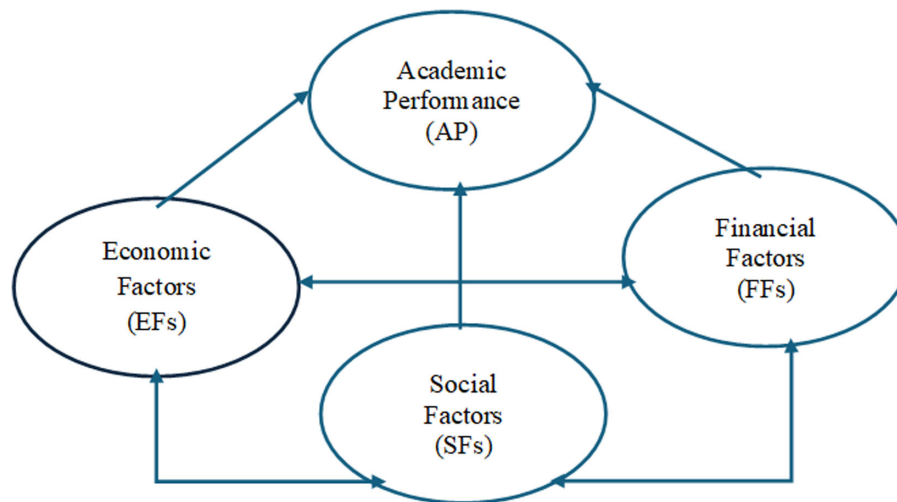 Academic
Performance
(AP)
Economic
Factors
(EFs)
Financial
Factors
(FFs)
Social
Factors
(SFs)